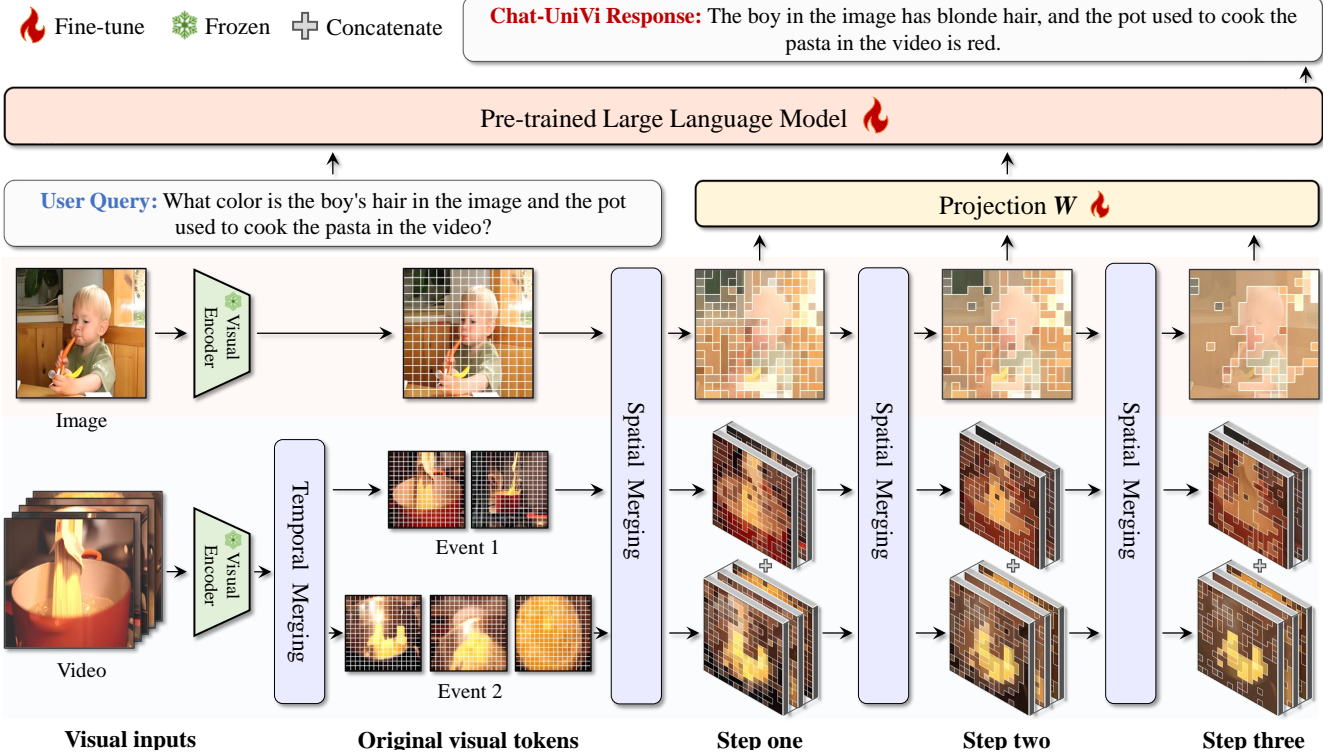 Fine-tune
Frozen
Concatenate
Chat-UniVi Response: The boy in the image has blonde hair, and the pot used to cook the
pasta in the video is red.
Pre-trained Large Language Model
User Query: What color is the boy's hair in the image and the pot
used to cook the pasta in the video?
Projection W
Visual
Encoder
Image
Spatial Merging
Spatial Merging
Spatial Merging
Visual
Encoder
Video
Temporal Merging
Event 1
Event 2
Visual inputs
Original visual tokens
Step one
Step two
Step three